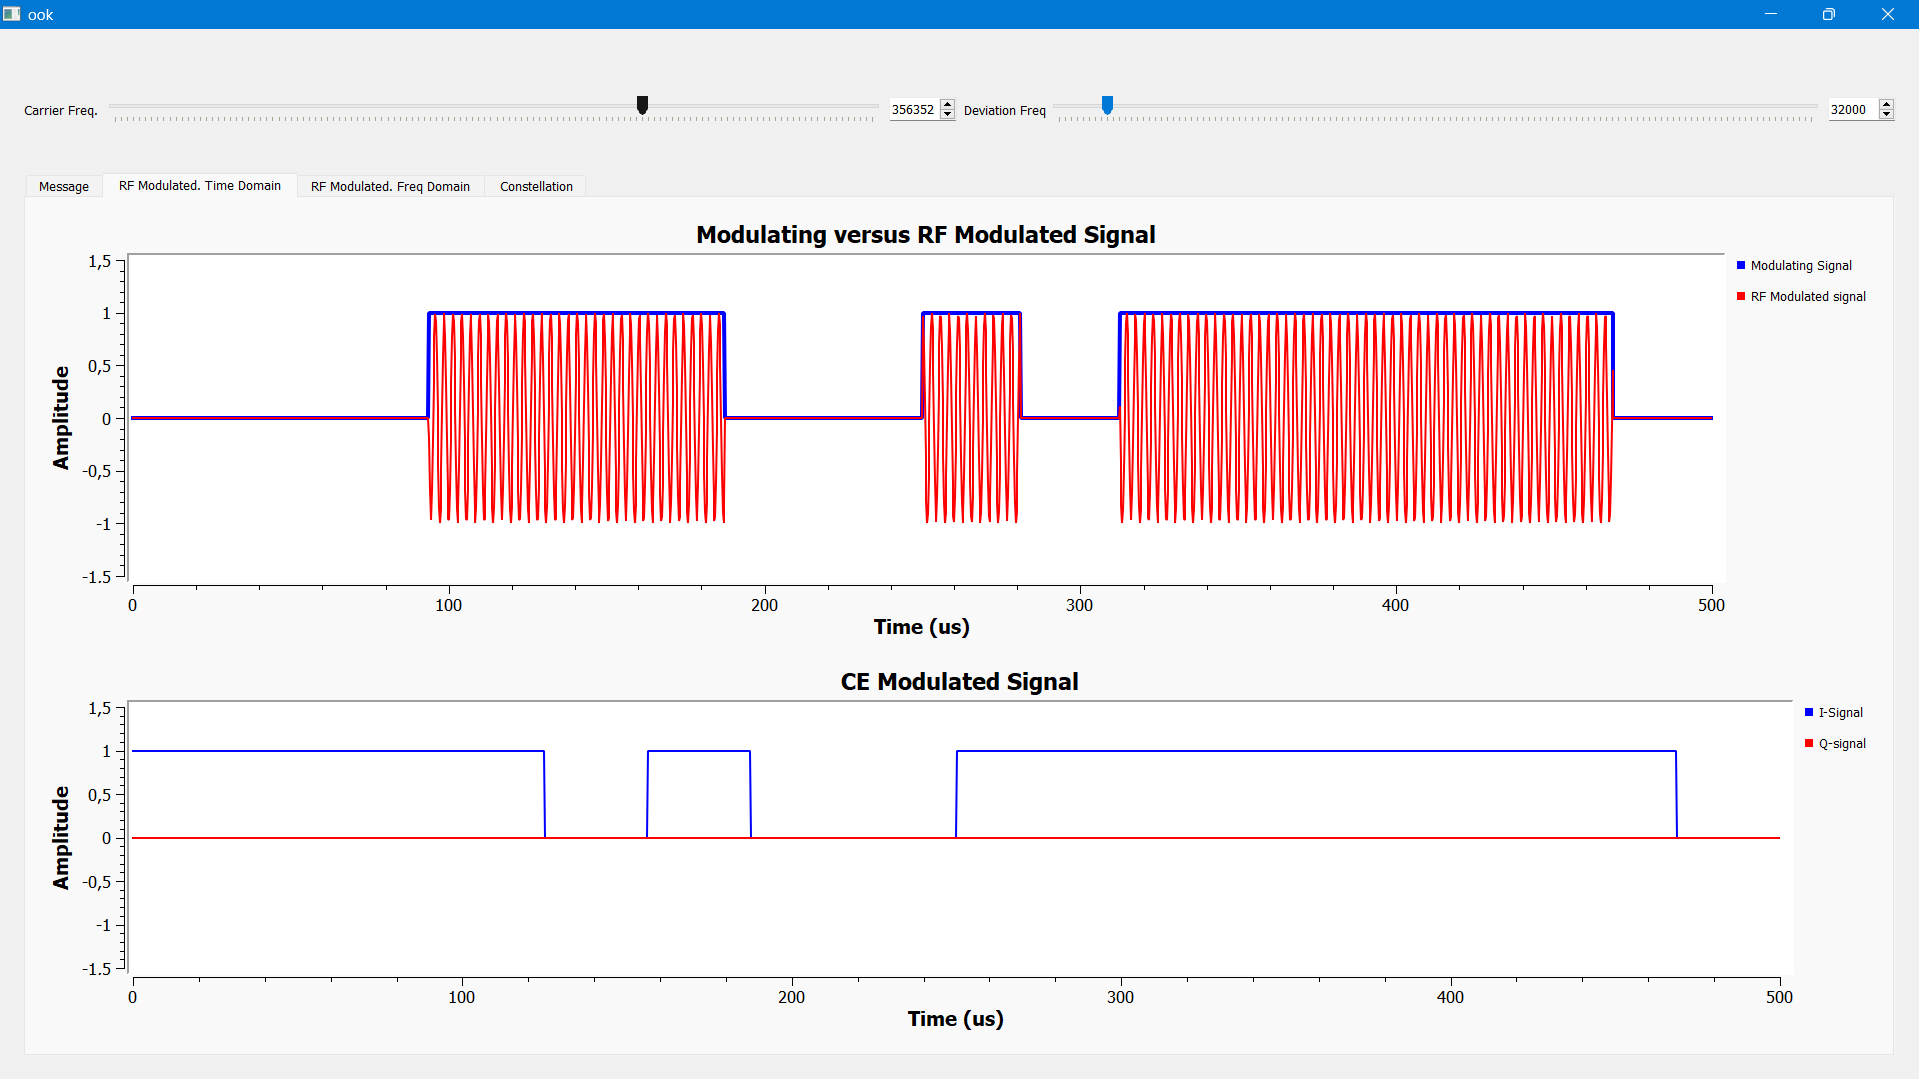 ook
Carrier Freq. 356352 Deviation Freq 32000
Message RF Modulated. Time Domain RF Modulated. Freq Domain Constellation
Modulating versus RF Modulated Signal
1,5
1
0,5
0
-0,5
-1
-1.5
Amplitude
0 100 200 300 400 500
Time (us)
Modulating Signal
RF Modulated signal
CE Modulated Signal
1,5
1
0,5
0
-0,5
-1
-1.5
Amplitude
0 100 200 300 400 500
Time (us)
I-Signal
Q-signal